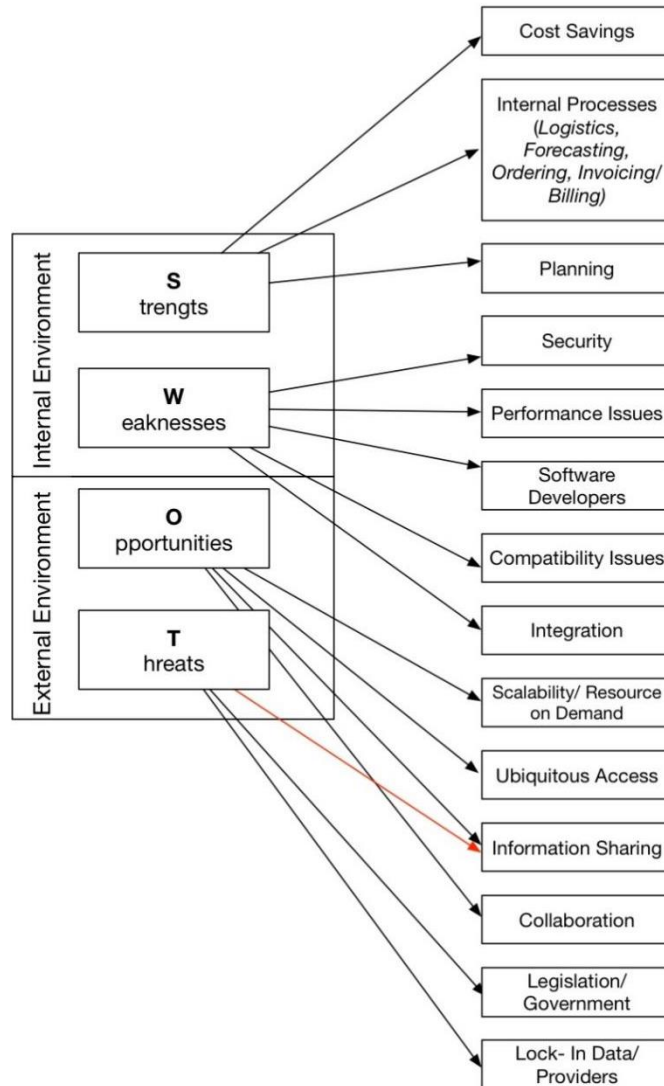 Cost Savings
Internal Processes
(Logistics,
Forecasting,
Ordering, Invoicing/
Billing)
Internal Environment
S
trengts
Planning
Security
W
eaknesses
Performance Issues
Software
Developers
External Environment
O
pportunities
Compatibility Issues
Integration
T
hreats
Scalability/ Resource
on Demand
Ubiquitous Access
Information Sharing
Collaboration
Legislation/
Government
Lock- In Data/
Providers